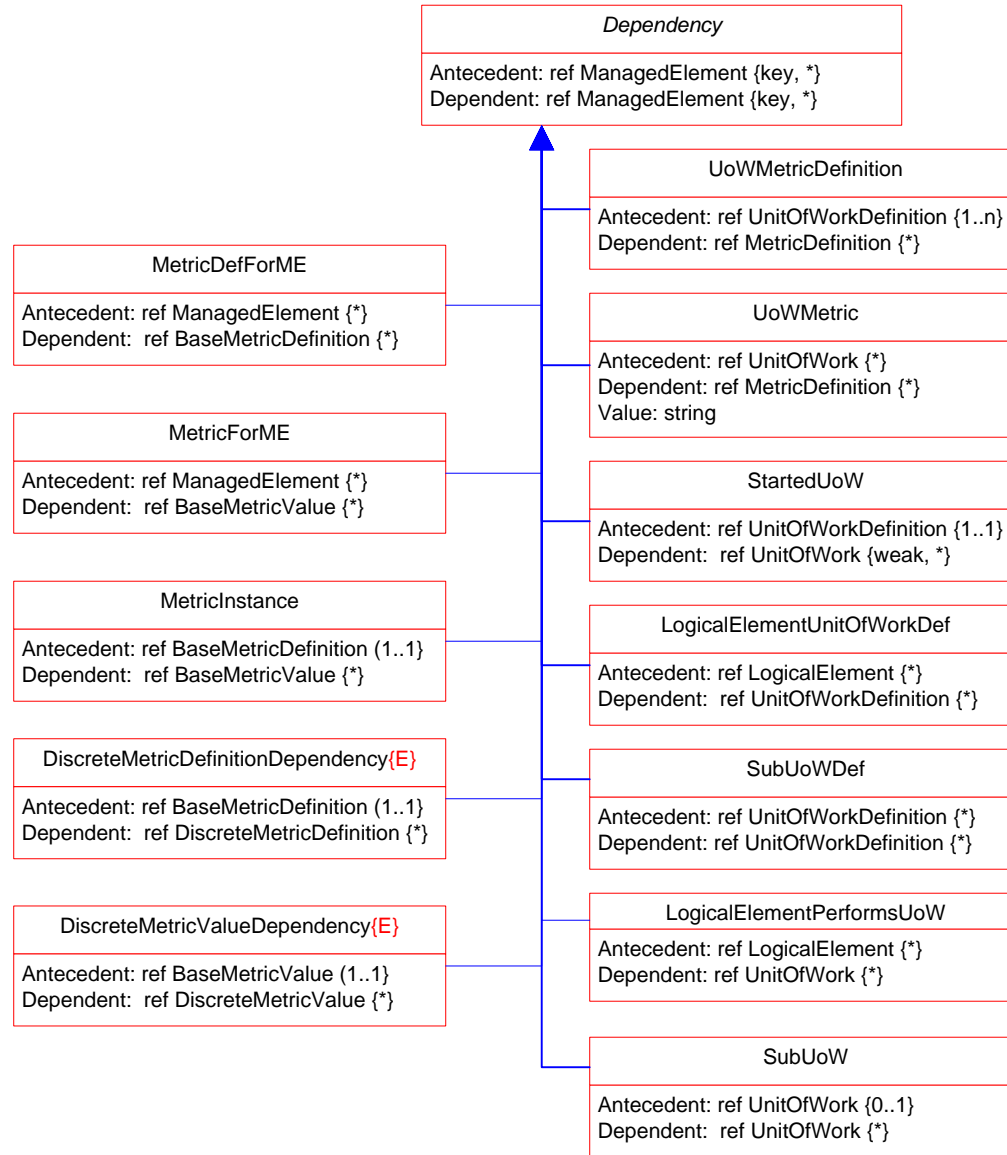 Dependency
Antecedent: ref ManagedElement {key, *}
Dependent: ref ManagedElement {key, *}
MetricDefForME
Antecedent: ref ManagedElement {*}
Dependent:  ref BaseMetricDefinition {*}
MetricForME
Antecedent: ref ManagedElement {*}
Dependent:  ref BaseMetricValue {*}
MetricInstance
Antecedent: ref BaseMetricDefinition (1..1}
Dependent: ref BaseMetricValue {*}
DiscreteMetricDefinitionDependency{E}
Antecedent: ref BaseMetricDefinition (1..1}
Dependent:  ref DiscreteMetricDefinition {*}
DiscreteMetricValueDependency{E}
Antecedent: ref BaseMetricValue (1..1}
Dependent:  ref DiscreteMetricValue {*}
UoWMetricDefinition
Antecedent: ref UnitOfWorkDefinition {1..n}
Dependent: ref MetricDefinition {*}
UoWMetric
Antecedent: ref UnitOfWork {*}
Dependent: ref MetricDefinition {*}
Value: string
StartedUoW
Antecedent: ref UnitOfWorkDefinition {1..1}
Dependent:  ref UnitOfWork {weak, *}
LogicalElementUnitOfWorkDef
Antecedent: ref LogicalElement {*}
Dependent:  ref UnitOfWorkDefinition {*}
SubUoWDef
Antecedent: ref UnitOfWorkDefinition {*}
Dependent: ref UnitOfWorkDefinition {*}
LogicalElementPerformsUoW
Antecedent: ref LogicalElement {*}
Dependent: ref UnitOfWork {*}
SubUoW
Antecedent: ref UnitOfWork {0..1}
Dependent:  ref UnitOfWork {*}